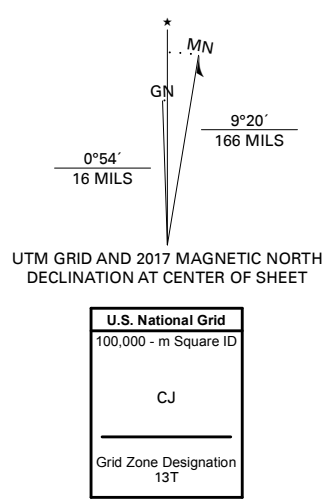 ★
MN
GN
9°20´
166 MILS
0°54´
16 MILS
UTM GRID AND 2017 MAGNETIC NORTH
DECLINATION AT CENTER OF SHEET
U.S. National Grid
100,000 - m Square ID
CJ
Grid Zone Designation
13T